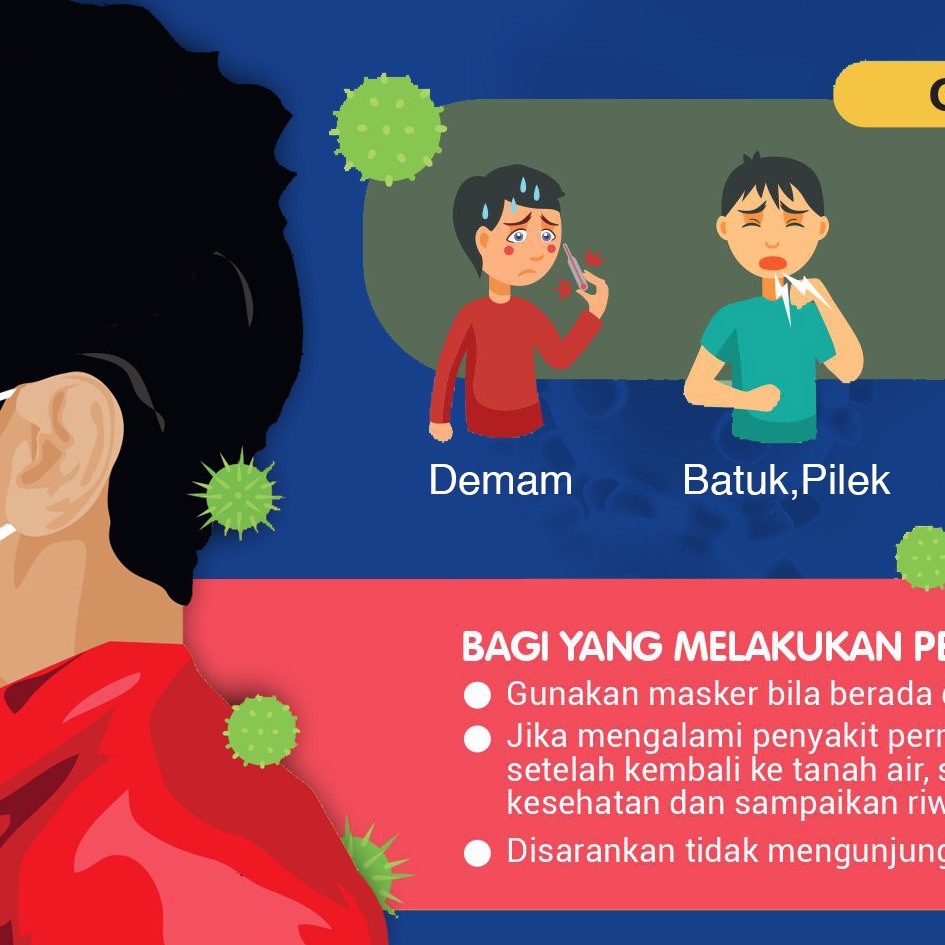 Demam
Batuk,Pilek
BAGI YANG MELAKUKAN
Gunakan masker bila berada
Jika mengalami penyakit
setelah kembali ke tanah air,
kesehatan dan sampaikan
Disarankan tidak